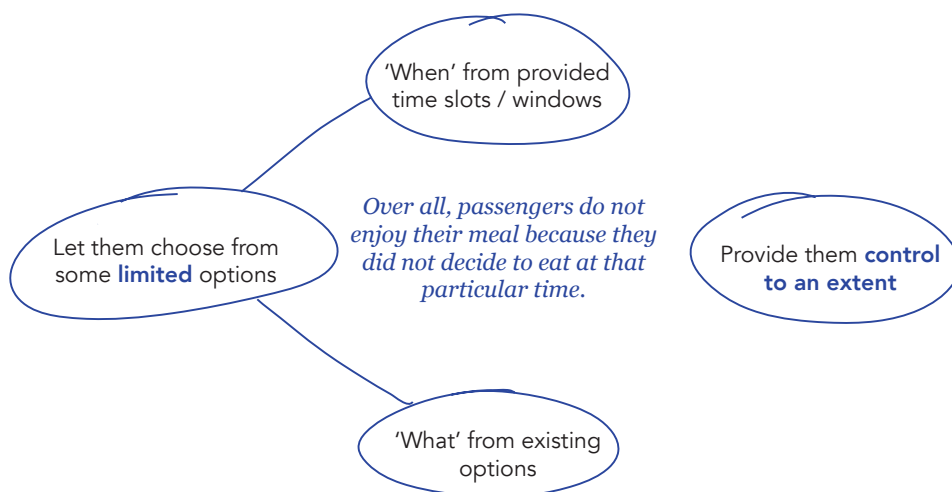 ‘When’ from provided
time slots / windows
Let them choose from
some limited options
Over all, passengers do not
enjoy their meal because they
did not decide to eat at that
particular time.
Provide them control
to an extent
‘What’ from existing
options